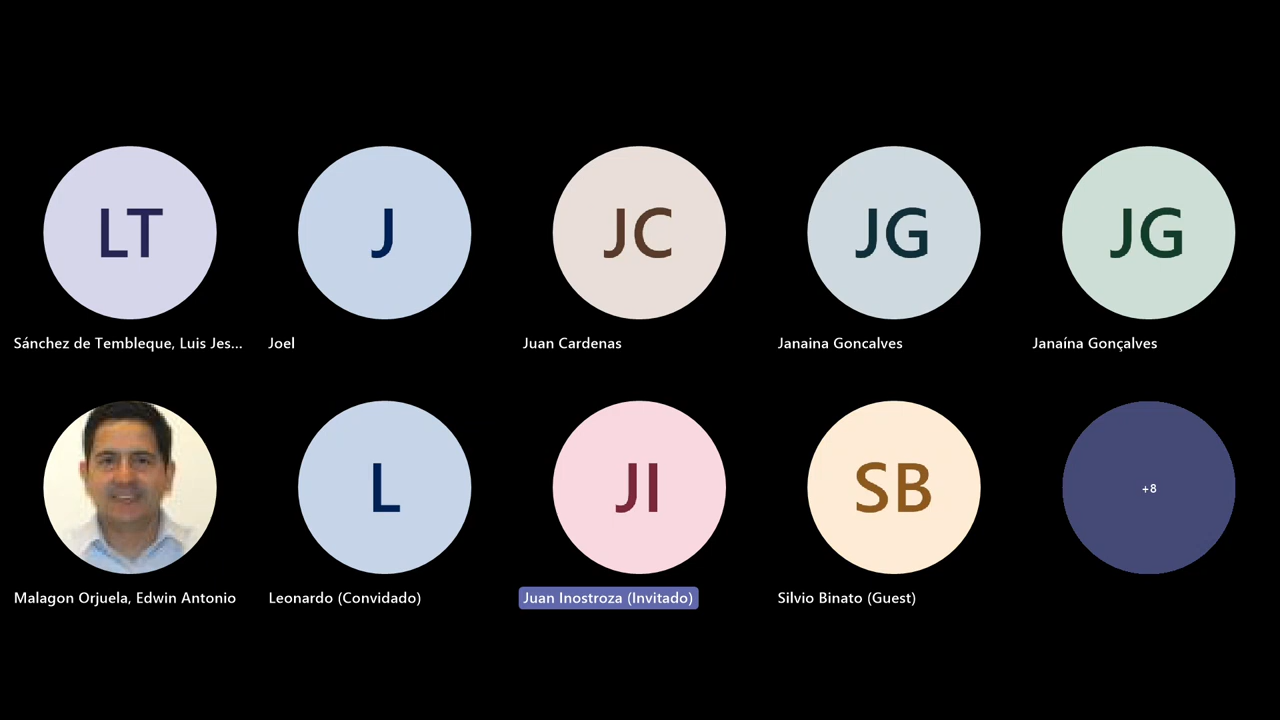 LT
J
JC
JG
JG
Sánchez de Tembleque, Luis Jes...
Joel
Juan Cardenas
Janaina Goncalves
Janaína Gonçalves
L
JI
SB
+8
Malagon Orjuela, Edwin Antonio
Leonardo (Convidado)
Juan Inostroza (Invitado)
Silvio Binato (Guest)